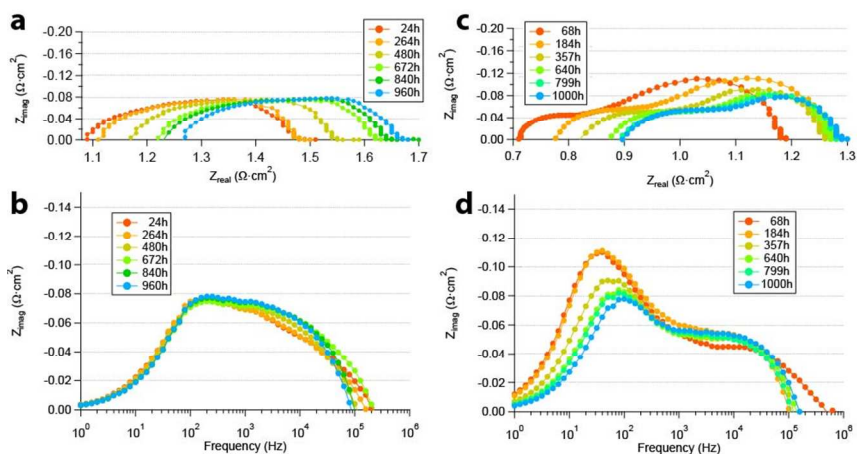 a
-0.20
-0.16
-0.12
-0.08
-0.04
0.00
Zimag (Ω·cm²)
1.1 1.2 1.3 1.4 1.5 1.6 1.7
Zreal (Ω·cm²)
24h
264h
480h
672h
840h
960h
c
-0.20
-0.16
-0.12
-0.08
-0.04
0.00
Zimag (Ω·cm²)
0.7 0.8 0.9 1.0 1.1 1.2 1.3
Zreal (Ω·cm²)
68h
184h
357h
640h
799h
1000h
b
-0.14
-0.12
-0.10
-0.08
-0.06
-0.04
-0.02
0.00
Zimag (Ω·cm²)
10⁰ 10¹ 10² 10³ 10⁴ 10⁵ 10⁶
Frequency (Hz)
24h
264h
480h
672h
840h
960h
d
-0.14
-0.12
-0.10
-0.08
-0.06
-0.04
-0.02
0.00
Zimag (Ω·cm²)
10⁰ 10¹ 10² 10³ 10⁴ 10⁵ 10⁶
Frequency (Hz)
68h
184h
357h
640h
799h
1000h